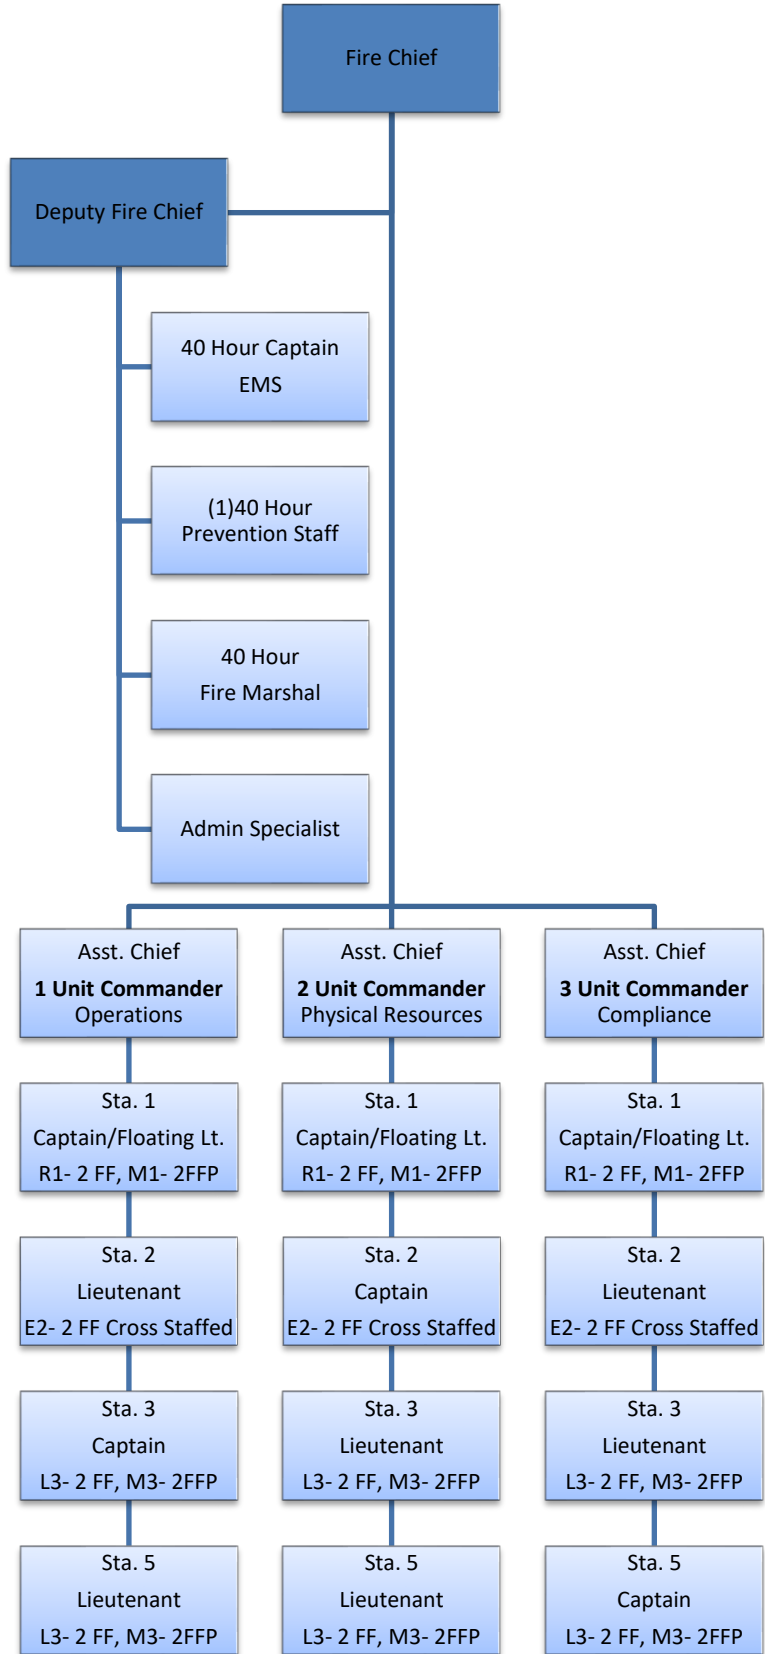 Fire Chief
Deputy Fire Chief
40 Hour Captain
EMS
(1)40 Hour
Prevention Staff
40 Hour
Fire Marshal
Admin Specialist
Asst. Chief
1 Unit Commander
Operations
Sta. 1
Captain/Floating Lt.
R1- 2 FF, M1- 2FFP
Sta. 2
Lieutenant
E2- 2 FF Cross Staffed
Sta. 3
Captain
L3- 2 FF, M3- 2FFP
Sta. 5
Lieutenant
L3- 2 FF, M3- 2FFP
Asst. Chief
2 Unit Commander
Physical Resources
Sta. 1
Captain/Floating Lt.
R1- 2 FF, M1- 2FFP
Sta. 2
Captain
E2- 2 FF Cross Staffed
Sta. 3
Lieutenant
L3- 2 FF, M3- 2FFP
Sta. 5
Lieutenant
L3- 2 FF, M3- 2FFP
Asst. Chief
3 Unit Commander
Compliance
Sta. 1
Captain/Floating Lt.
R1- 2 FF, M1- 2FFP
Sta. 2
Lieutenant
E2- 2 FF Cross Staffed
Sta. 3
Lieutenant
L3- 2 FF, M3- 2FFP
Sta. 5
Captain
L3- 2 FF, M3- 2FFP